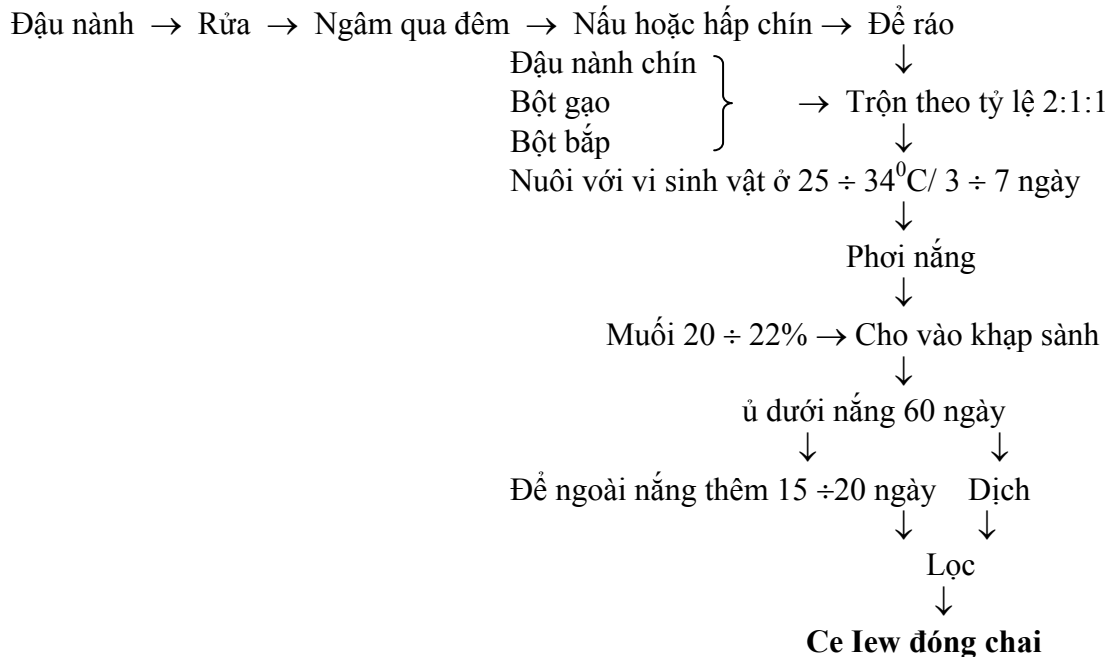 Đậu nành → Rửa → Ngâm qua đêm → Nấu hoặc hấp chín → Để ráo
Đậu nành chín
Bột gạo → Trộn theo tỷ lệ 2:1:1
Bột bắp
Nuôi với vi sinh vật ở 25 ÷ 34⁰C/ 3 ÷ 7 ngày
Phơi nắng
Muối 20 ÷ 22% → Cho vào khạp sành
ủ dưới nắng 60 ngày
Để ngoài nắng thêm 15 ÷20 ngày Dịch
Lọc
Ce Iew đóng chai